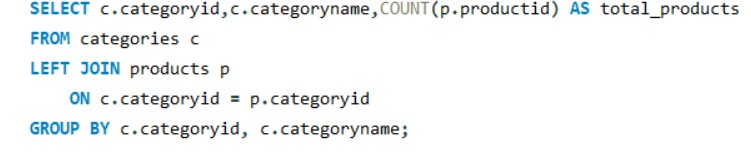 SELECT c.categoryid,c.categoryname,COUNT(p.productid) AS total_products
FROM categories c
LEFT JOIN products p
    ON c.categoryid = p.categoryid
GROUP BY c.categoryid, c.categoryname;